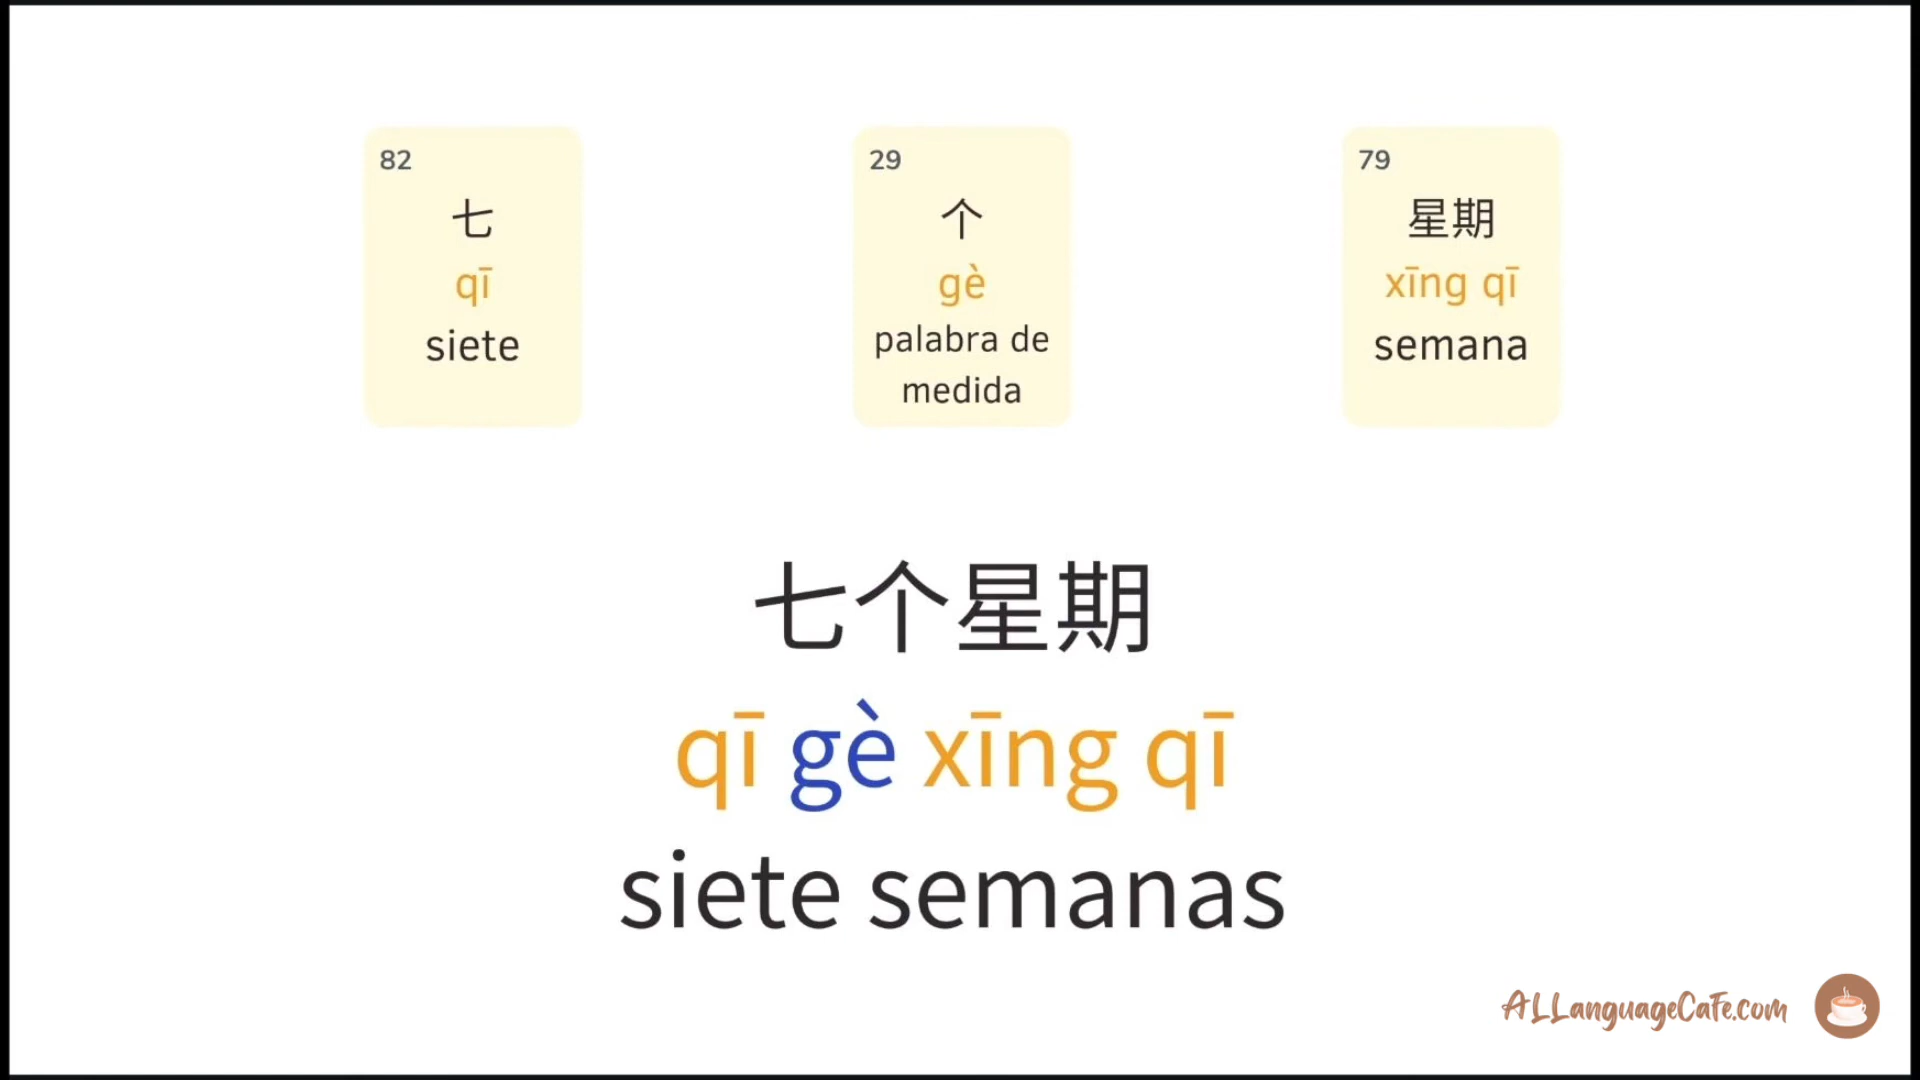 82
七
qī
siete
29
个
gè
palabra de
medida
79
星期
xīng qī
semana
七个星期
qī gè xīng qī
siete semanas
ALLanguageCafe.com